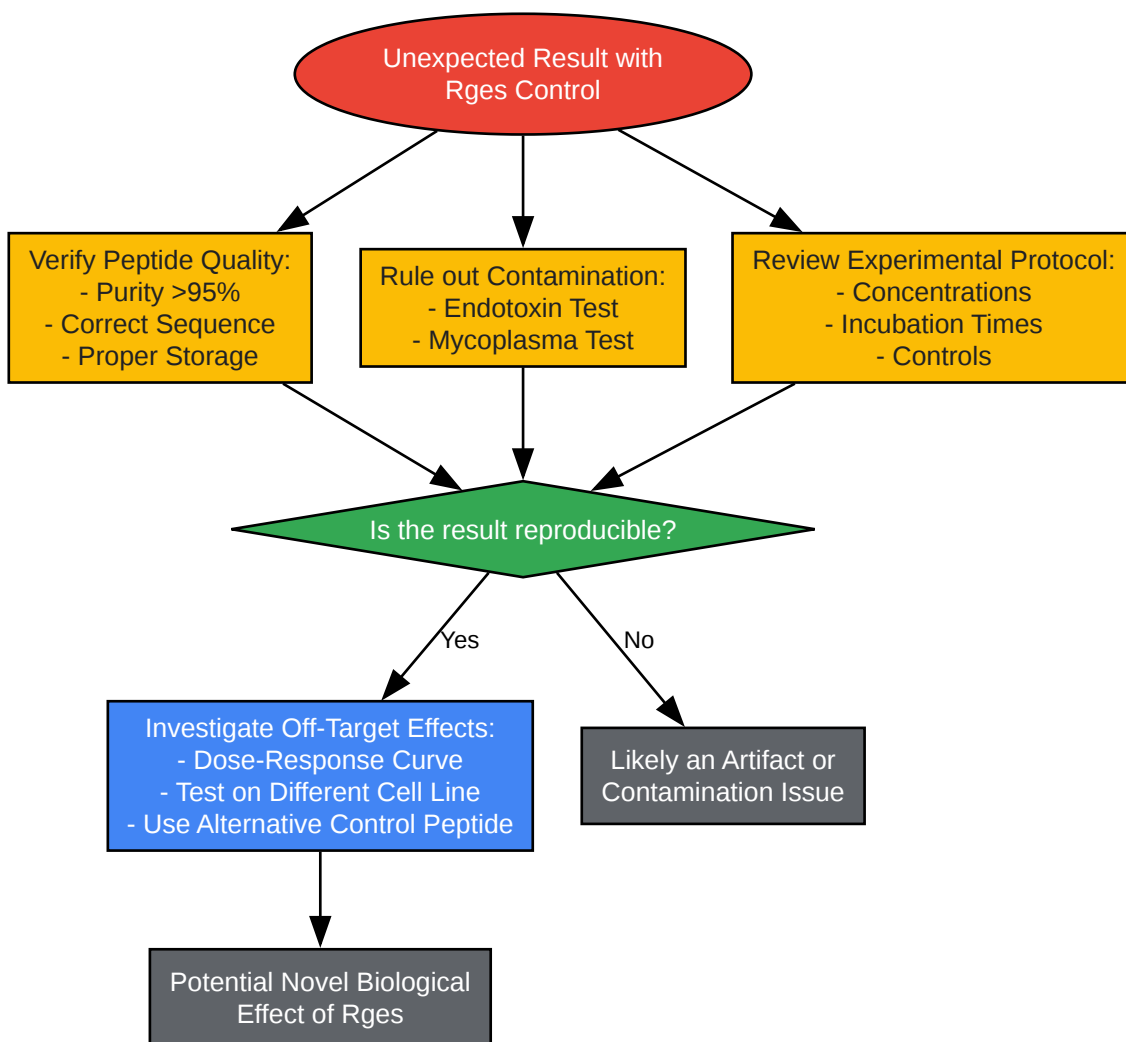 Unexpected Result with
Rges Control
Verify Peptide Quality:
- Purity >95%
- Correct Sequence
- Proper Storage
Rule out Contamination:
- Endotoxin Test
- Mycoplasma Test
Review Experimental Protocol:
- Concentrations
- Incubation Times
- Controls
Is the result reproducible?
Yes
No
Investigate Off-Target Effects:
- Dose-Response Curve
- Test on Different Cell Line
- Use Alternative Control Peptide
Likely an Artifact or
Contamination Issue
Potential Novel Biological
Effect of Rges